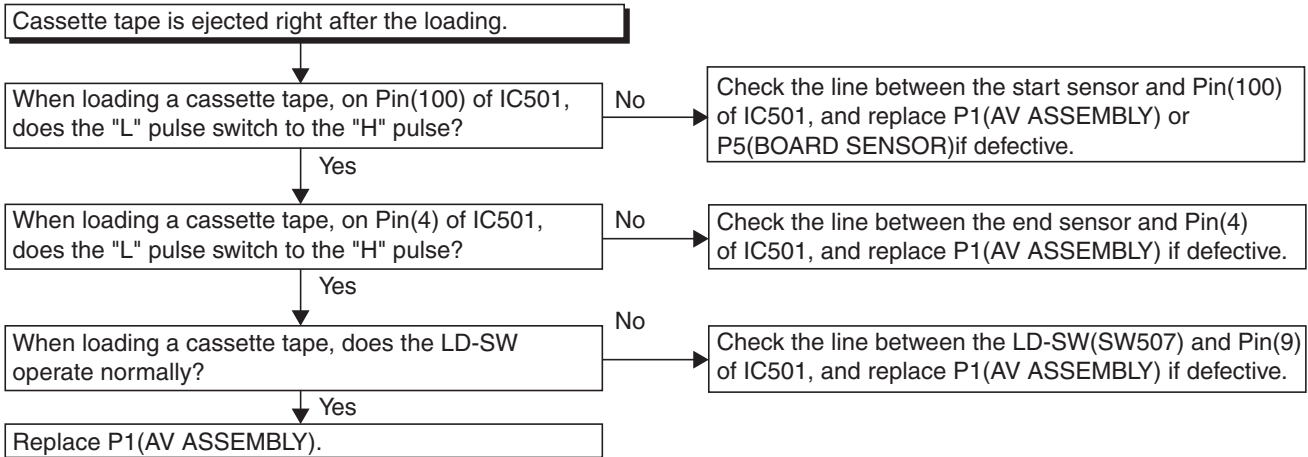 Cassette tape is ejected right after the loading.
When loading a cassette tape, on Pin(100) of IC501,
does the "L" pulse switch to the "H" pulse?
No
Check the line between the start sensor and Pin(100)
of IC501, and replace P1(AV ASSEMBLY) or
P5(BOARD SENSOR)if defective.
Yes
When loading a cassette tape, on Pin(4) of IC501,
does the "L" pulse switch to the "H" pulse?
No
Check the line between the end sensor and Pin(4)
of IC501, and replace P1(AV ASSEMBLY) if defective.
Yes
When loading a cassette tape, does the LD-SW
operate normally?
No
Check the line between the LD-SW(SW507) and Pin(9)
of IC501, and replace P1(AV ASSEMBLY) if defective.
Yes
Replace P1(AV ASSEMBLY).